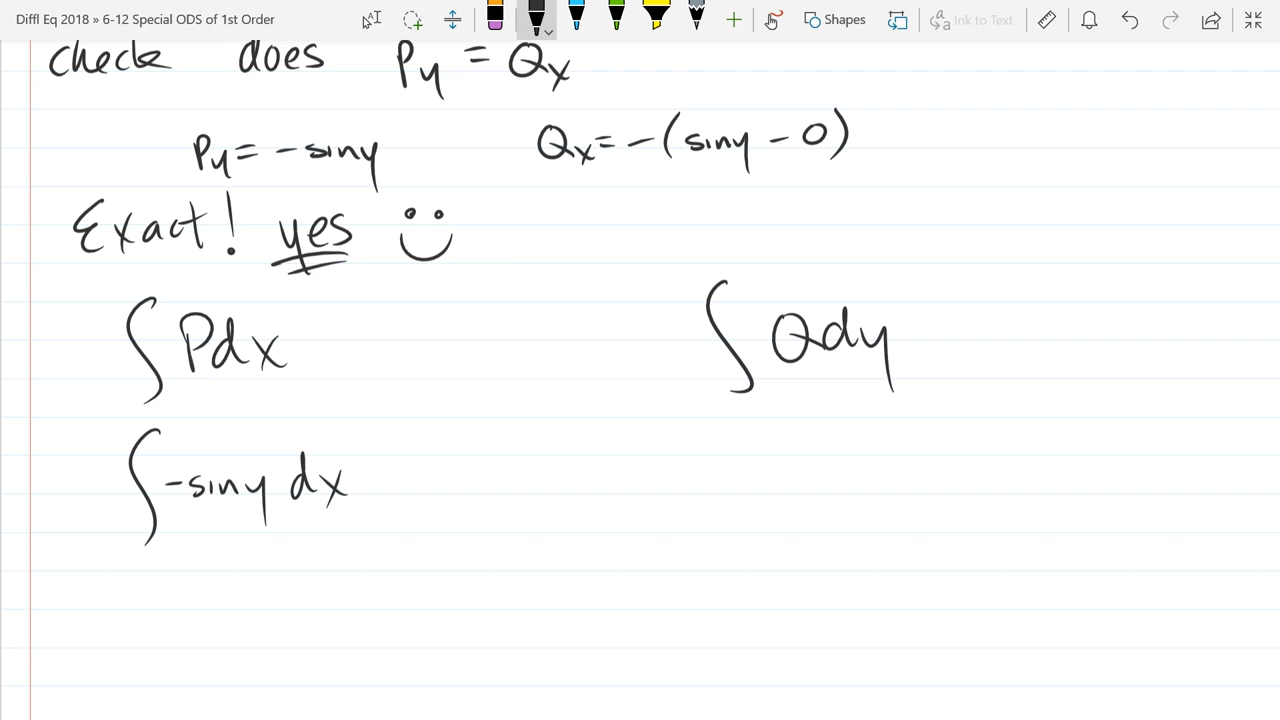 Diffl Eq 2018 » 6-12 Special ODS of 1st Order
Shapes
Ink to Text
check does Py = Qx
Py = -siny Qx = -(siny - 0)
Exact! yes
∫ Pdx ∫ Qdy
∫ -siny dx